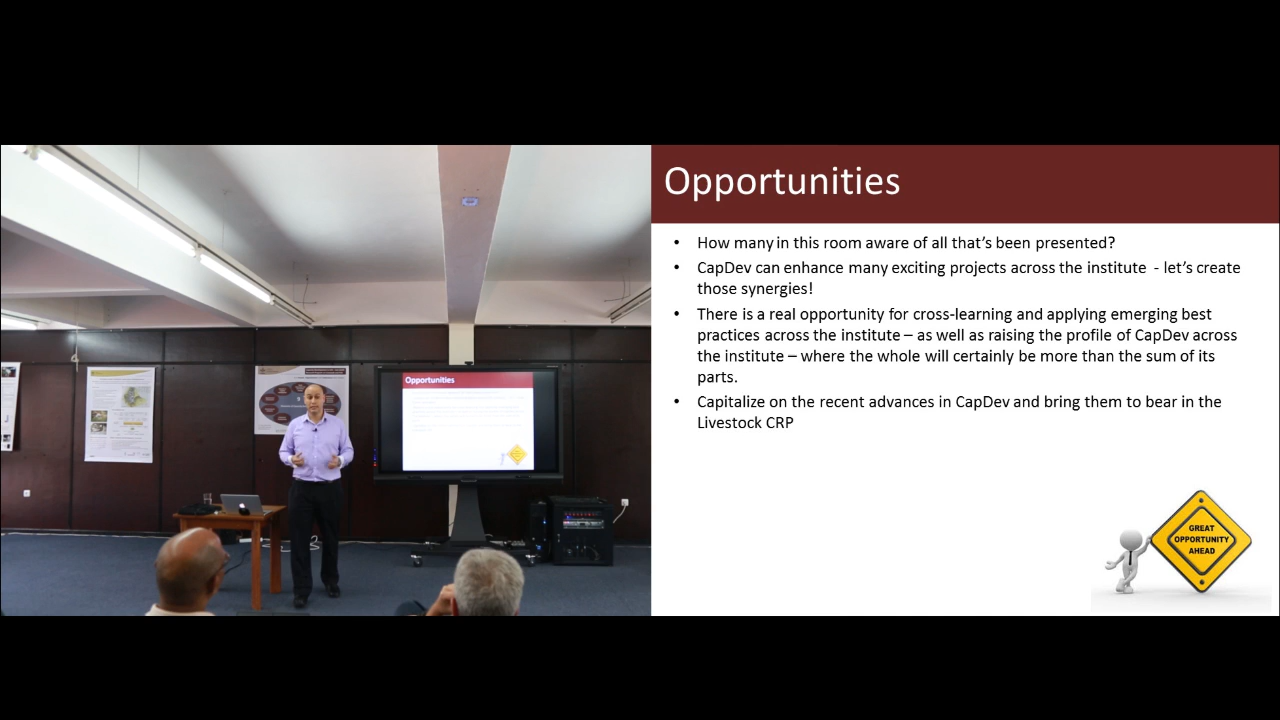 Opportunities
Opportunities
• How many in this room aware of all that's been presented?
• CapDev can enhance many exciting projects across the institute - let's create
those synergies!
• There is a real opportunity for cross-learning and applying emerging best
practices across the institute – as well as raising the profile of CapDev across
the institute – where the whole will certainly be more than the sum of its
parts.
• Capitalize on the recent advances in CapDev and bring them to bear in the
Livestock CRP
GREAT
OPPORTUNITY
AHEAD